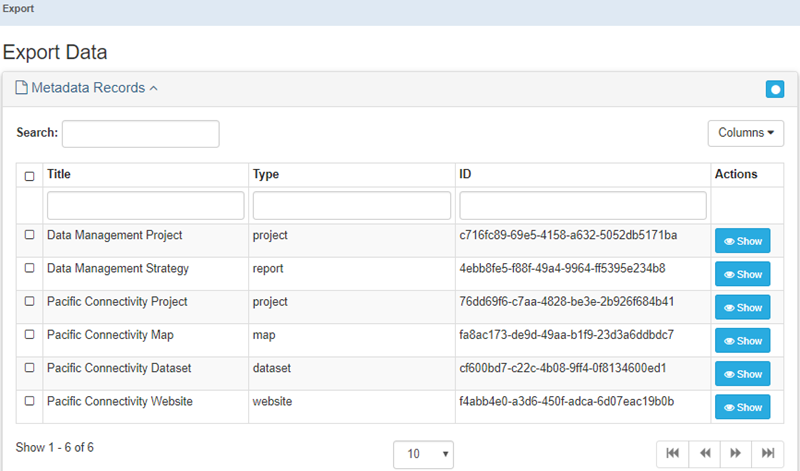 Export
Export Data
Metadata Records
Search:
Columns
Title Type ID Actions
Data Management Project project c716fc89-69e5-4158-a632-5052db5171ba Show
Data Management Strategy report 4ebb8fe5-f88f-49a4-9964-ff5395e234b8 Show
Pacific Connectivity Project project 76dd69f6-c7aa-4828-be3e-2b926f684b41 Show
Pacific Connectivity Map map fa8ac173-de9d-49aa-b1f9-23d3a6ddbdc7 Show
Pacific Connectivity Dataset dataset cf600bd7-c22c-4b08-9ff4-0f8134600ed1 Show
Pacific Connectivity Website website f4abb4e0-a3d6-450f-adca-6d07eac19b0b Show
Show 1 - 6 of 6 10